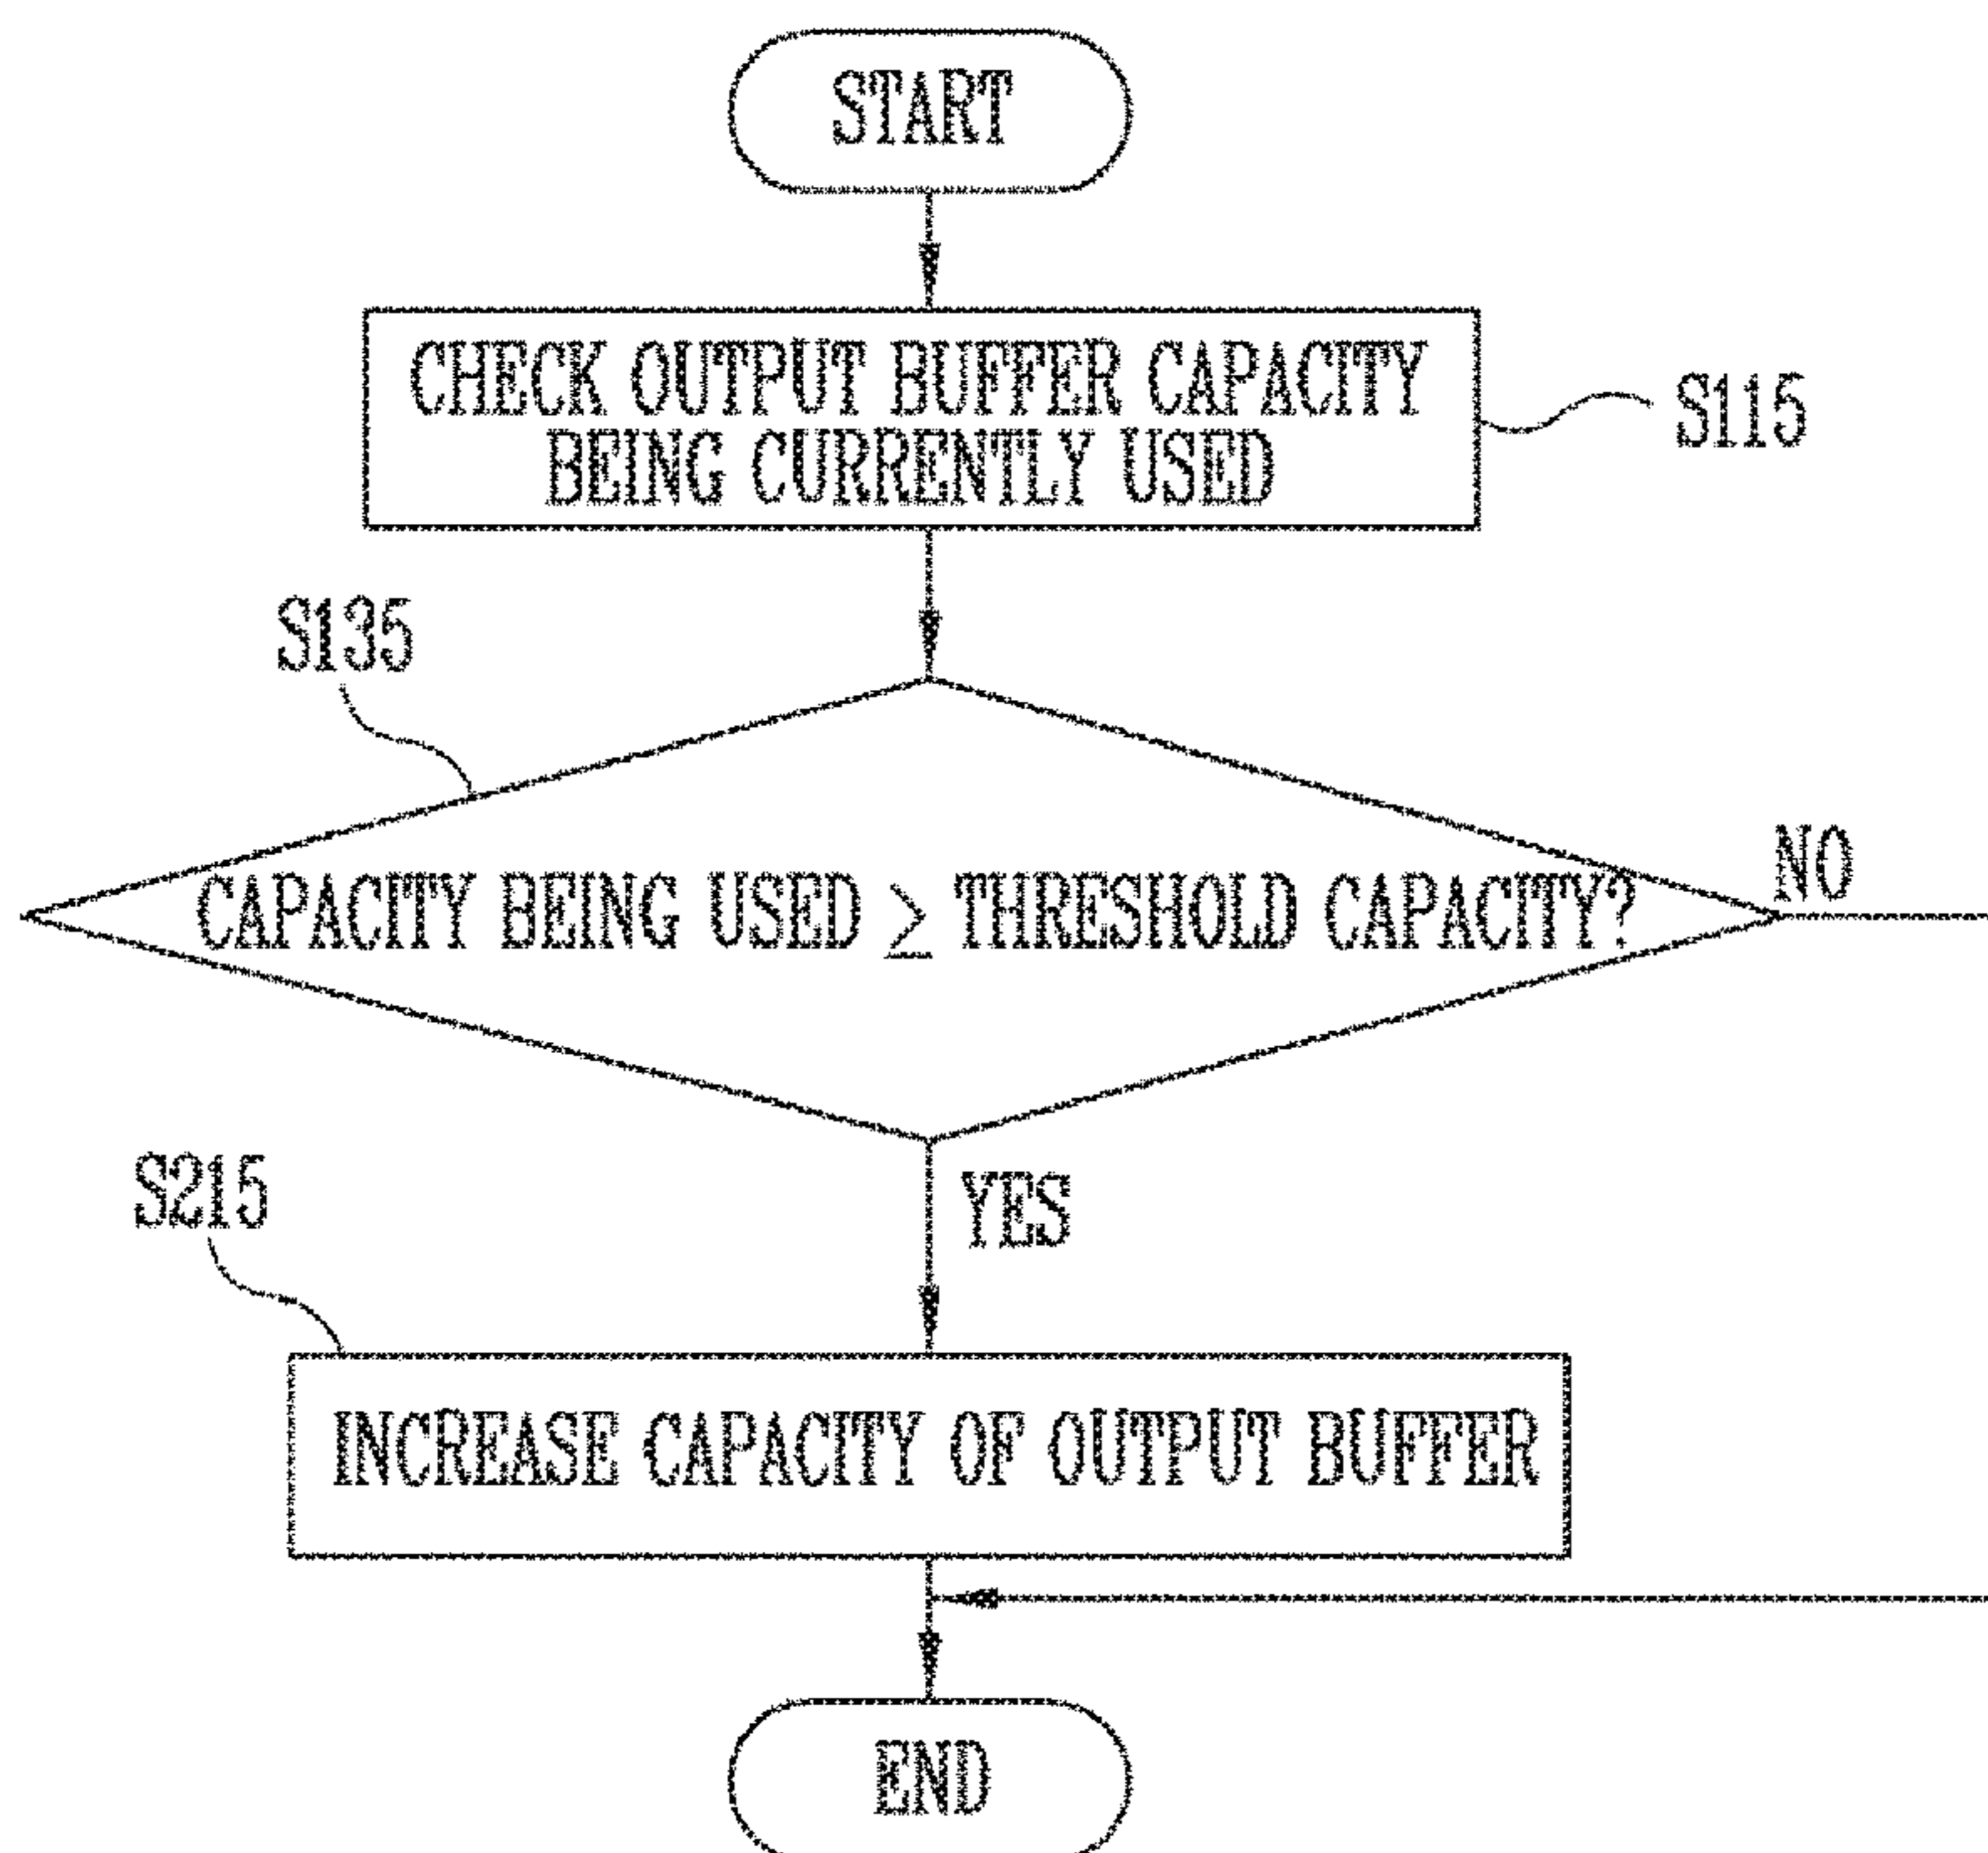 START
CHECK OUTPUT BUFFER CAPACITY
BEING CURRENTLY USED
S115
S135
CAPACITY BEING USED ≥ THRESHOLD CAPACITY?
NO
YES
S215
INCREASE CAPACITY OF OUTPUT BUFFER
END